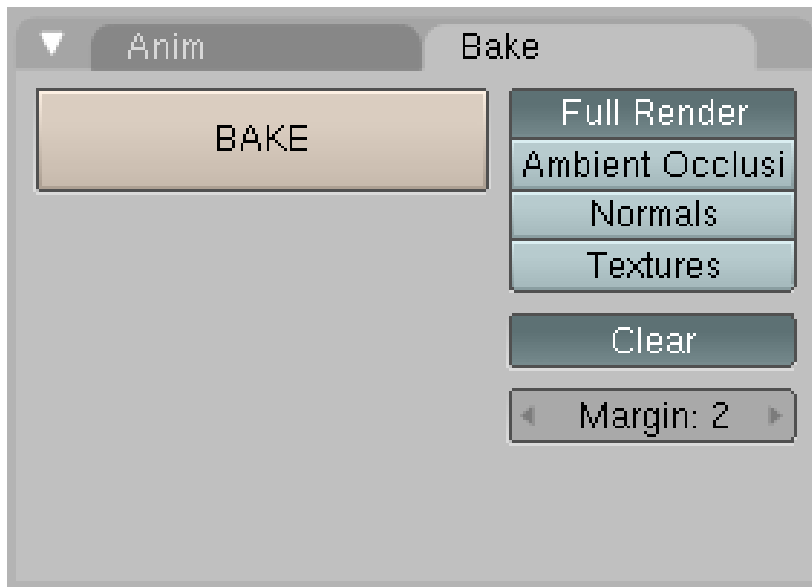 Anim Bake
BAKE
Full Render
Ambient Occlusi
Normals
Textures
Clear
Margin: 2